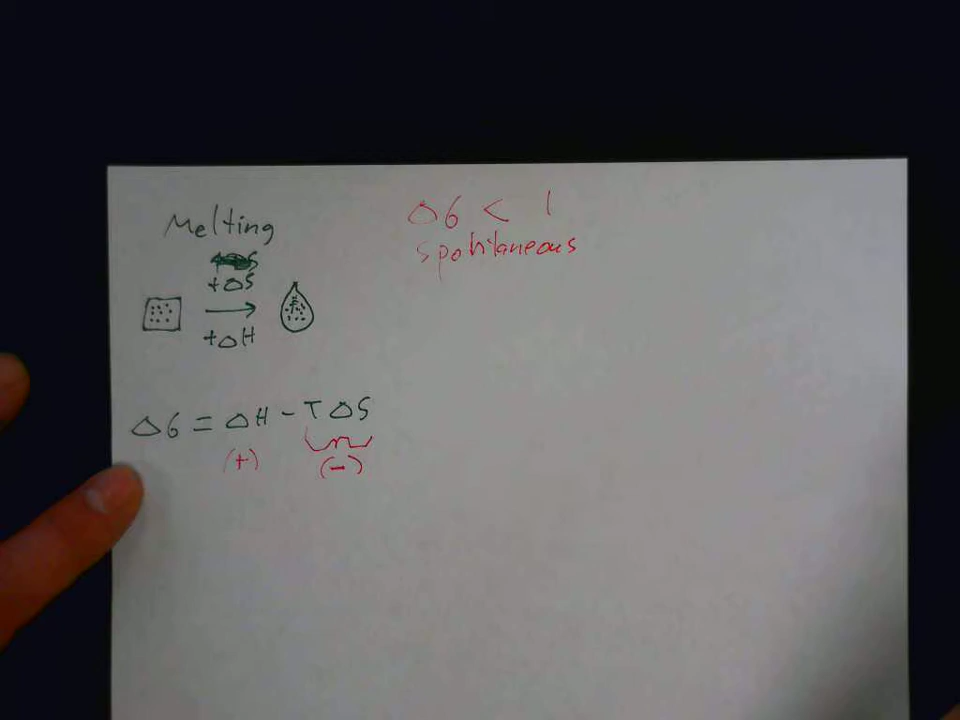 Melting
+ΔS
+ΔH
ΔG = ΔH - TΔS
(+) (-)
ΔG < 1
spontaneous